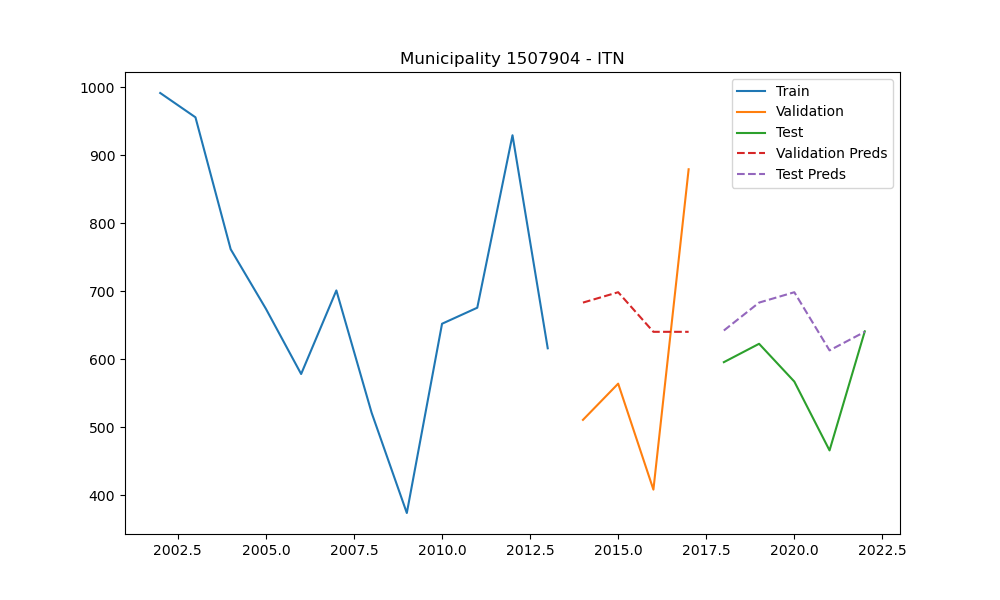 Municipality 1507904 - ITN
1000
900
800
700
600
500
400
Train
Validation
Test
Validation Preds
Test Preds
2002.5 2005.0 2007.5 2010.0 2012.5 2015.0 2017.5 2020.0 2022.5